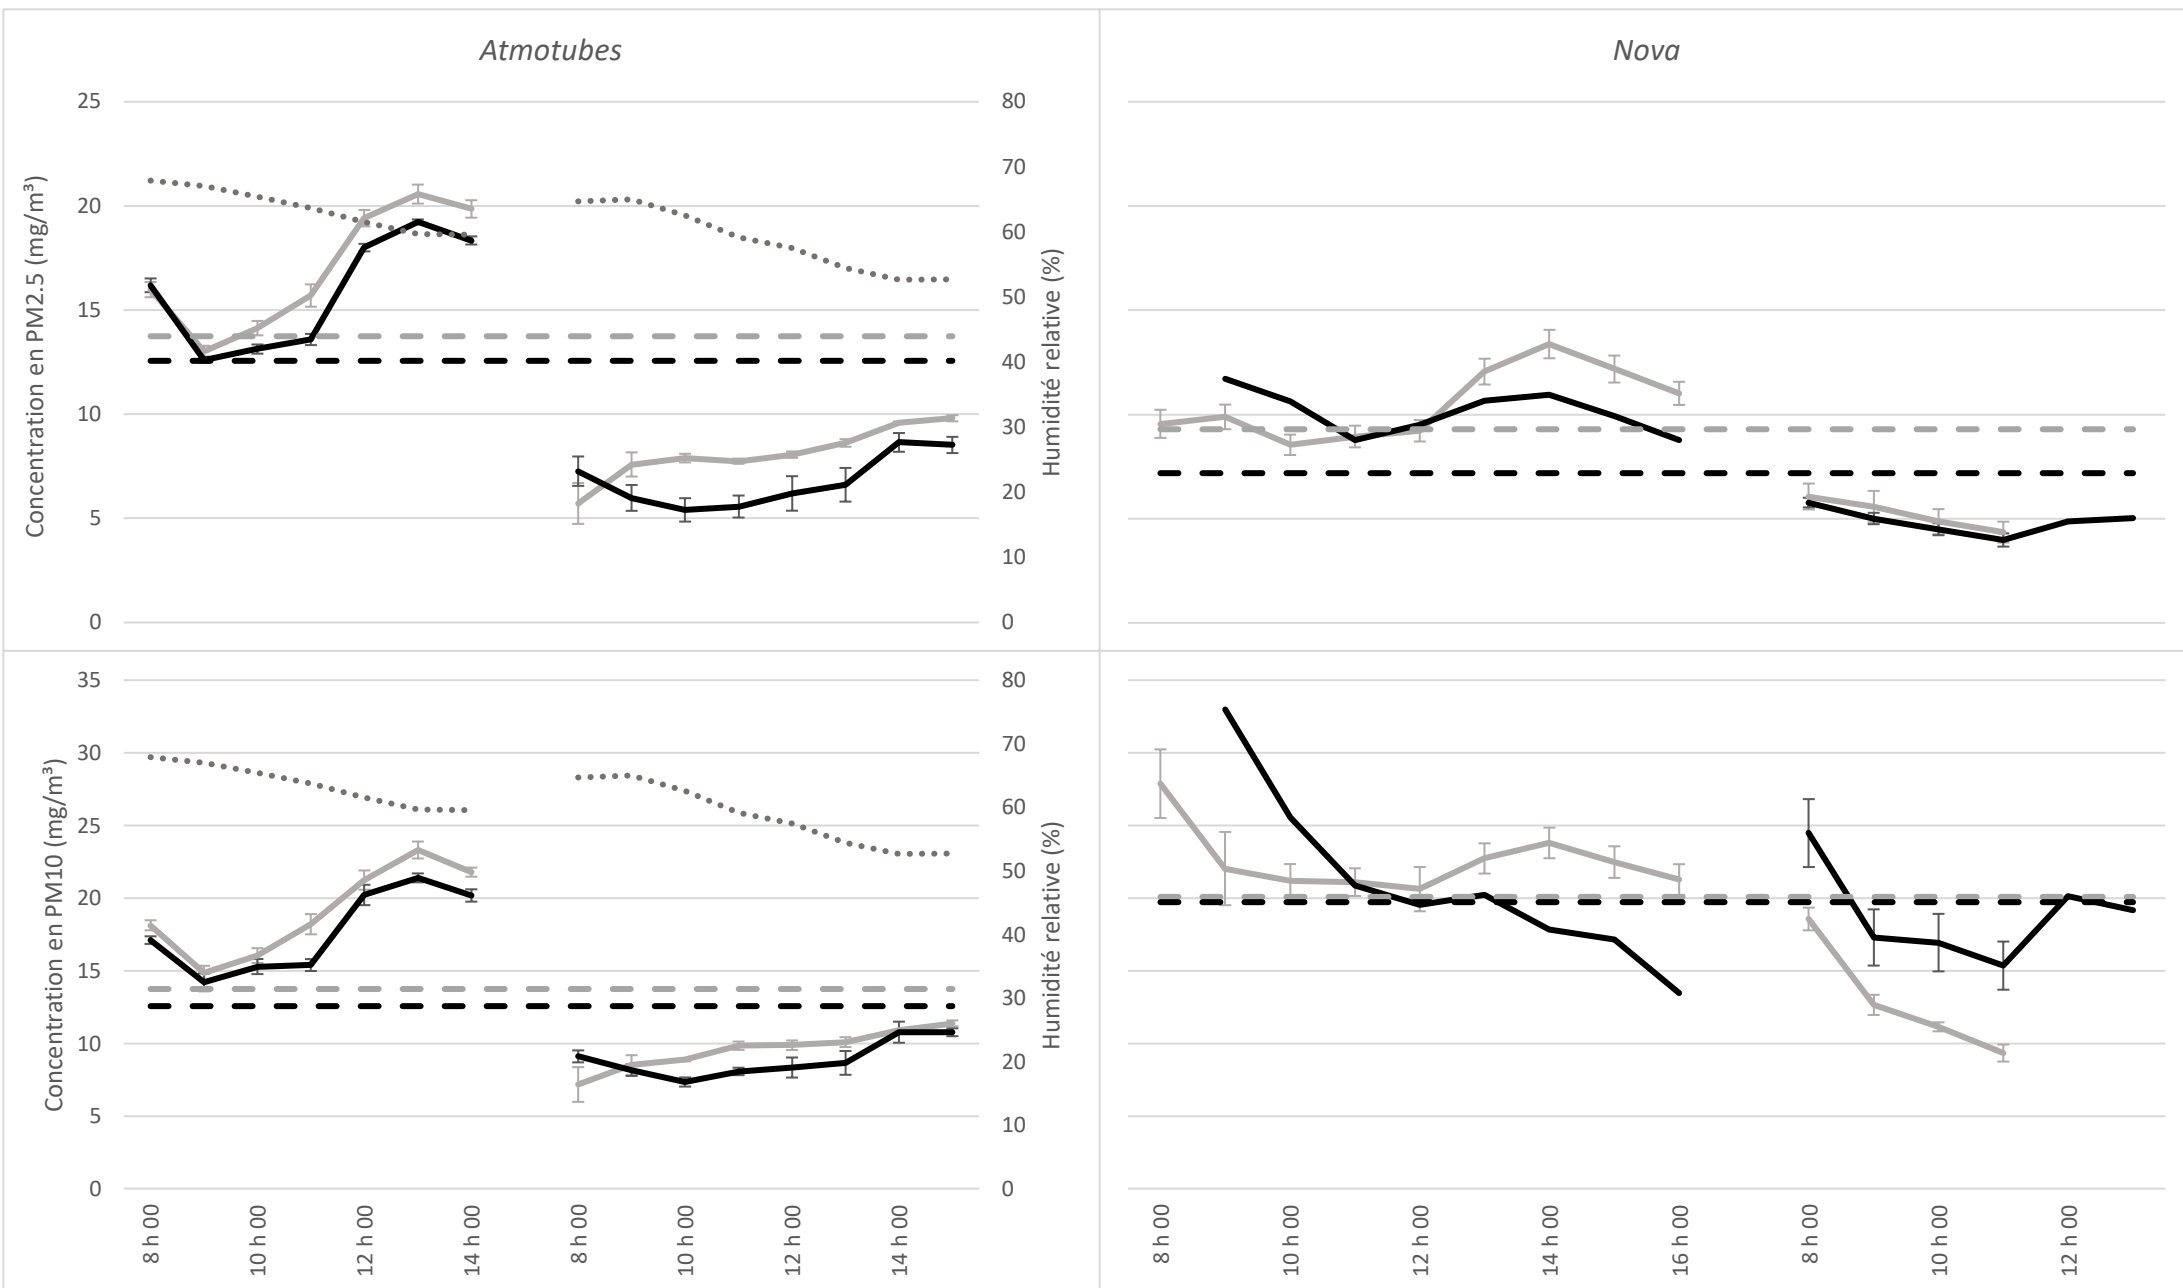 Atmotubes
Nova
Concentration en PM2.5 (mg/m³)
25
20
15
10
5
0
80
70
60
50
40
30
20
10
0
Humidité relative (%)
Concentration en PM10 (mg/m³)
35
30
25
20
15
10
5
0
80
70
60
50
40
30
20
10
0
Humidité relative (%)
8 h 00
10 h 00
12 h 00
14 h 00
8 h 00
10 h 00
12 h 00
14 h 00
8 h 00
10 h 00
12 h 00
14 h 00
16 h 00
8 h 00
10 h 00
12 h 00